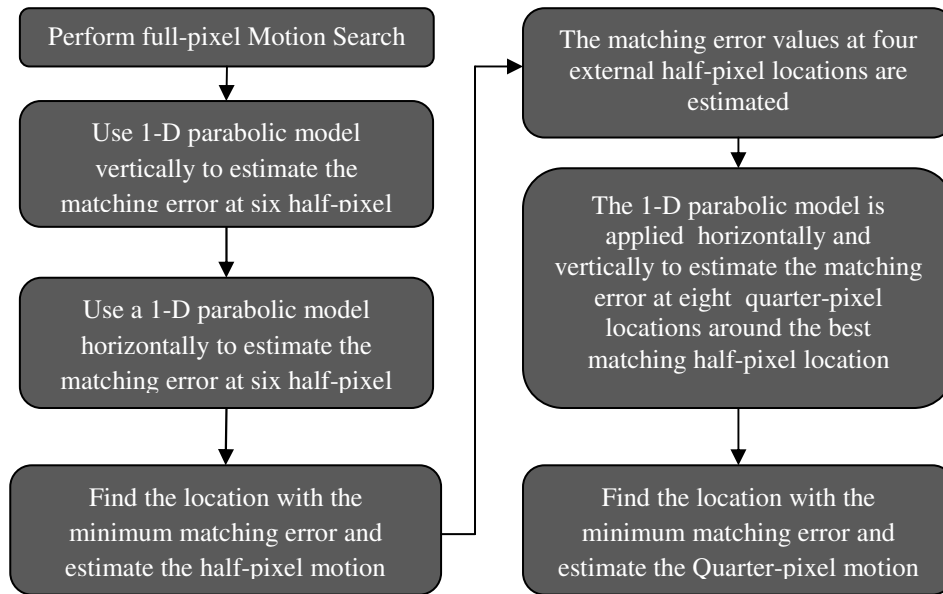 Perform full-pixel Motion Search
Use 1-D parabolic model
vertically to estimate the
matching error at six half-pixel
Use a 1-D parabolic model
horizontally to estimate the
matching error at six half-pixel
Find the location with the
minimum matching error and
estimate the half-pixel motion
The matching error values at four
external half-pixel locations are
estimated
The 1-D parabolic model is
applied horizontally and
vertically to estimate the matching
error at eight quarter-pixel
locations around the best
matching half-pixel location
Find the location with the
minimum matching error and
estimate the Quarter-pixel motion